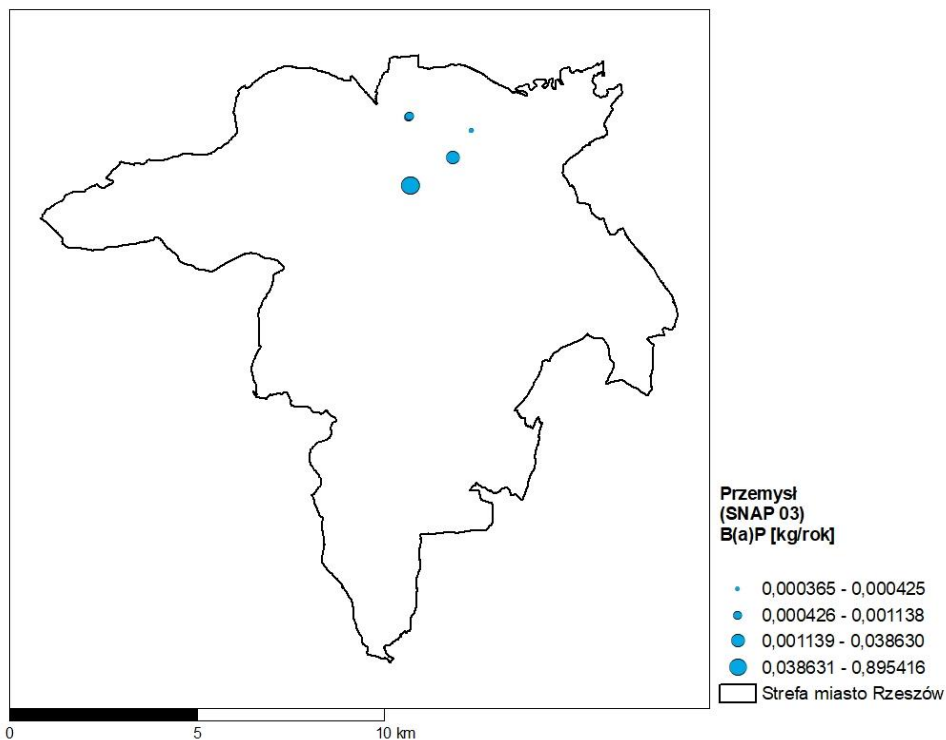 Przemysł
(SNAP 03)
B(a)P [kg/rok]
0,000365 - 0,000425
0,000426 - 0,001138
0,001139 - 0,038630
0,038631 - 0,895416
Strefa miasto Rzeszów
0 5 10 km